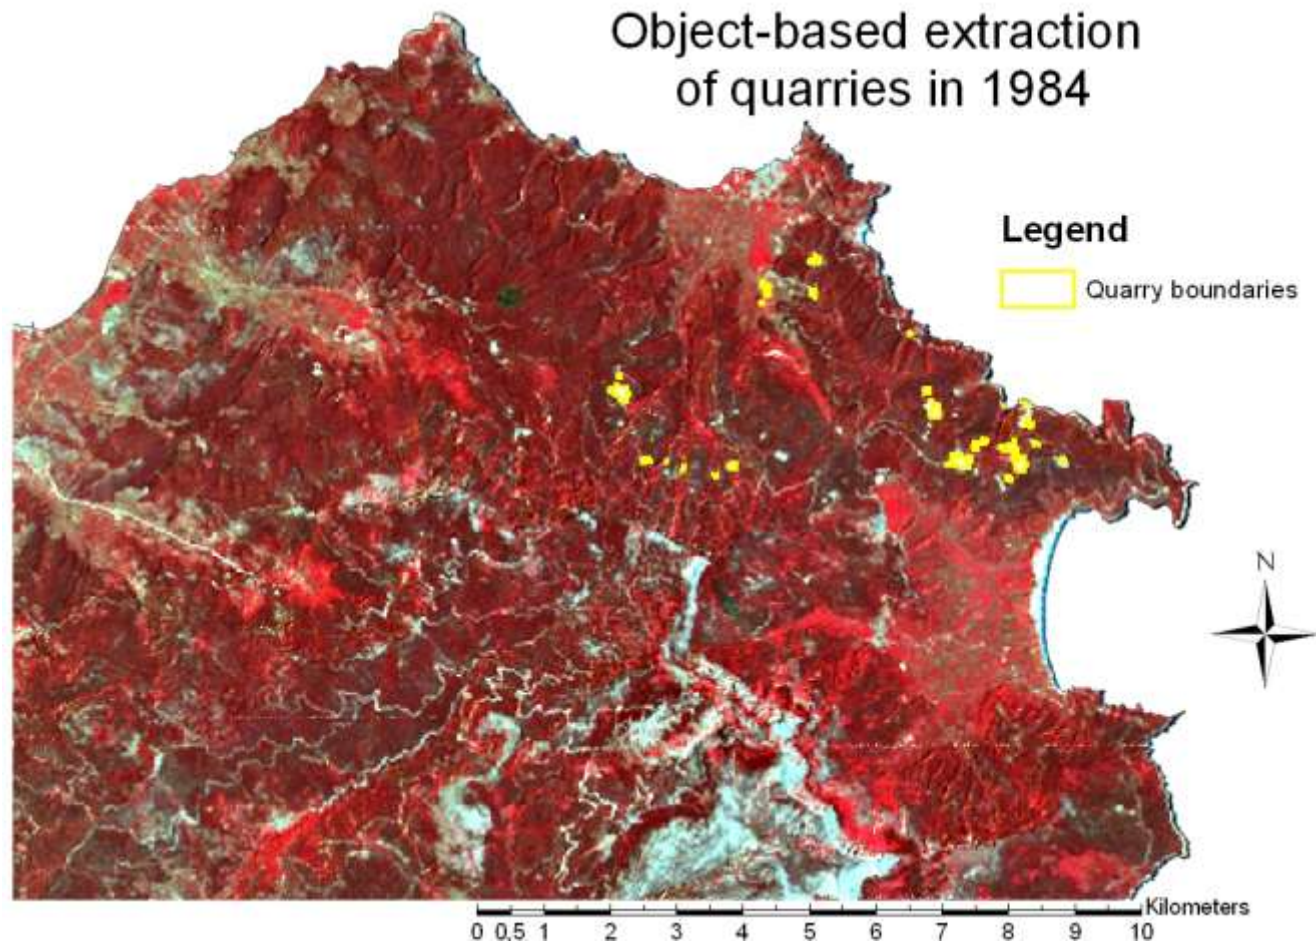 Object-based extraction
of quarries in 1984
Legend
Quarry boundaries
N
Kilometers
0 0.5 1 2 3 4 5 6 7 8 9 10